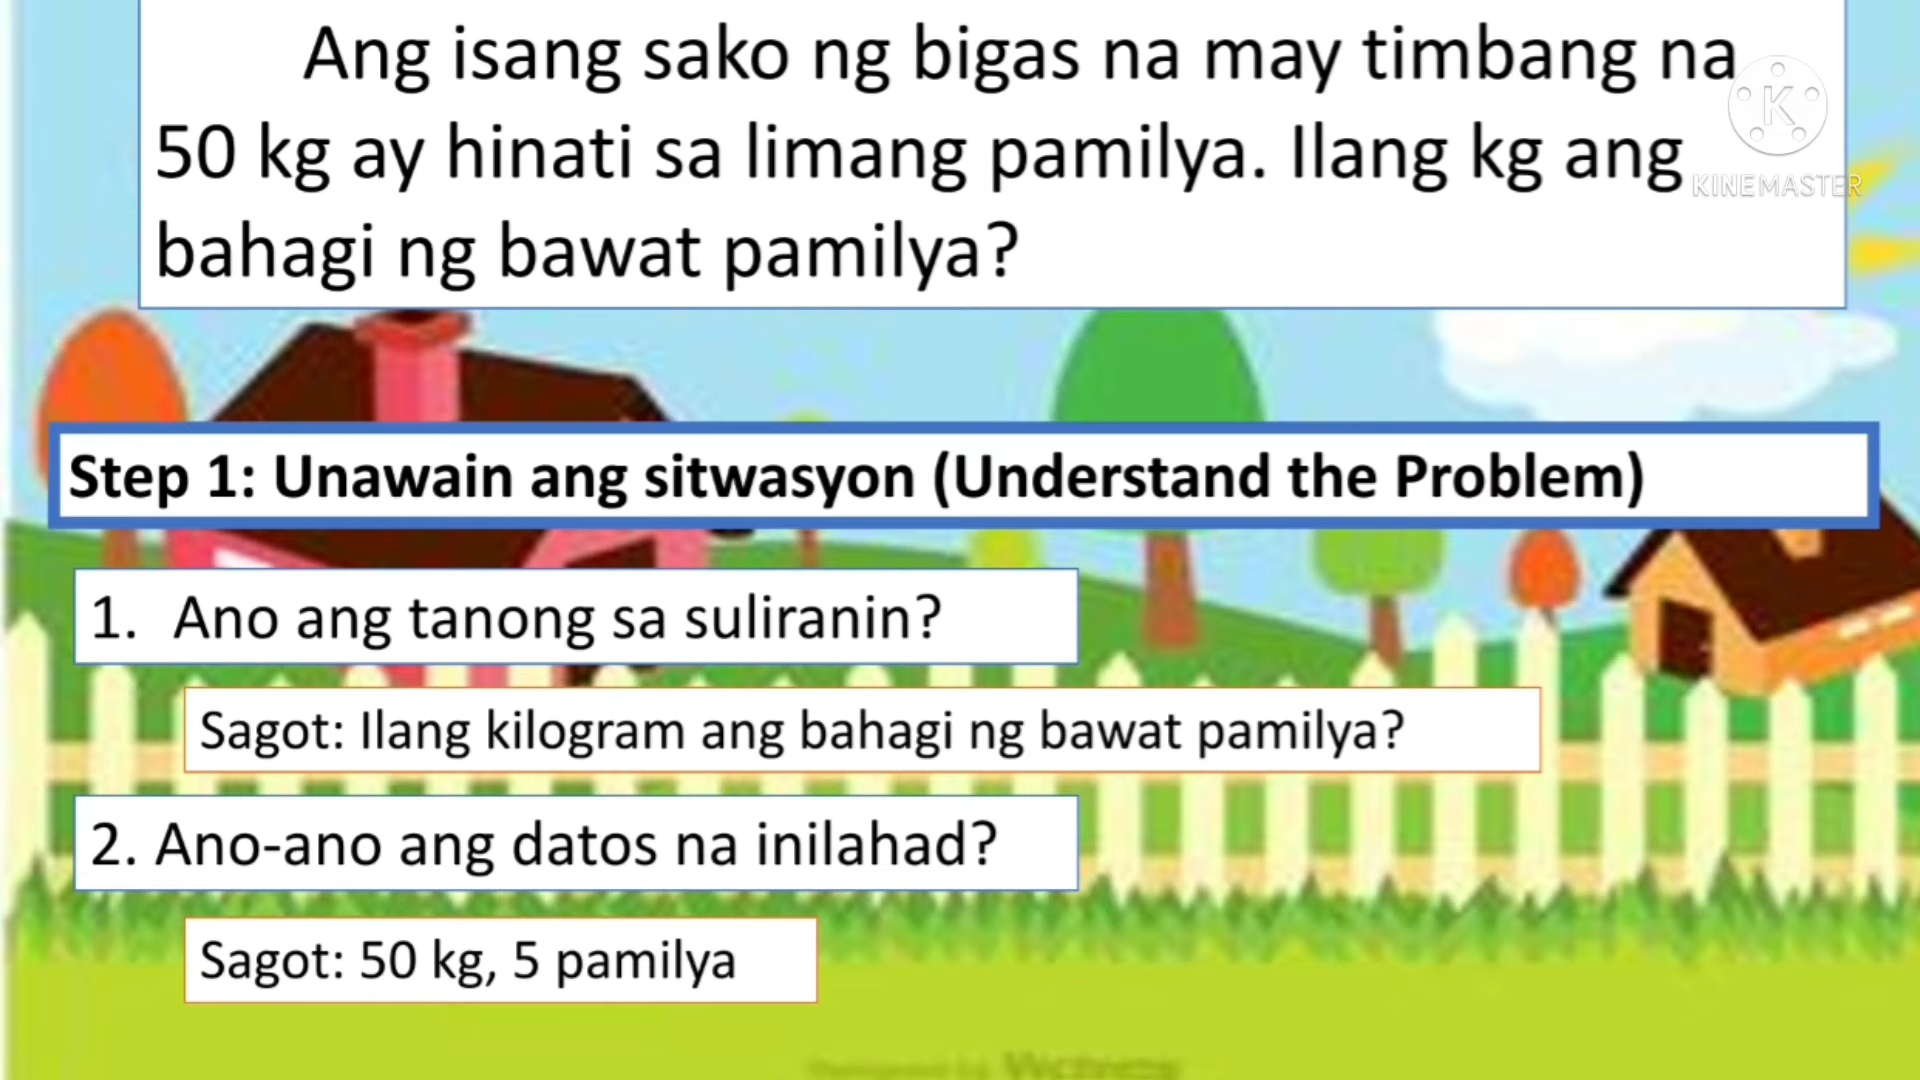 Ang isang sako ng bigas na may timbang na
50 kg ay hinati sa limang pamilya. Ilang kg ang
bahagi ng bawat pamilya?
KINEMASTER
Step 1: Unawain ang sitwasyon (Understand the Problem)
1. Ano ang tanong sa suliranin?
Sagot: Ilang kilogram ang bahagi ng bawat pamilya?
2. Ano-ano ang datos na inilahad?
Sagot: 50 kg, 5 pamilya